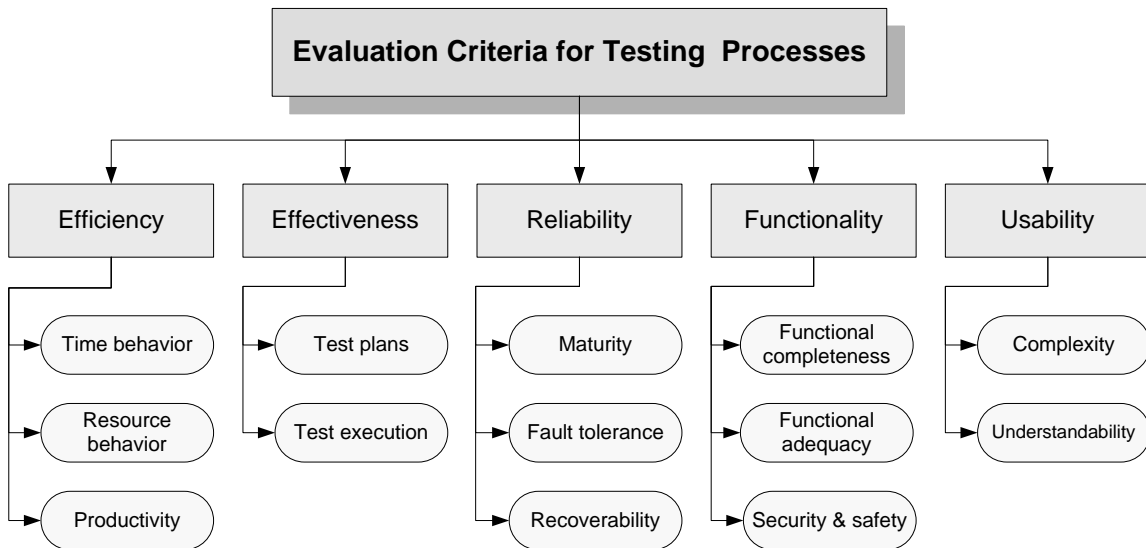 Evaluation Criteria for Testing Processes
Efficiency
Effectiveness
Reliability
Functionality
Usability
Time behavior
Test plans
Maturity
Functional
completeness
Complexity
Resource
behavior
Test execution
Fault tolerance
Functional
adequacy
Understandability
Productivity
Recoverability
Security & safety